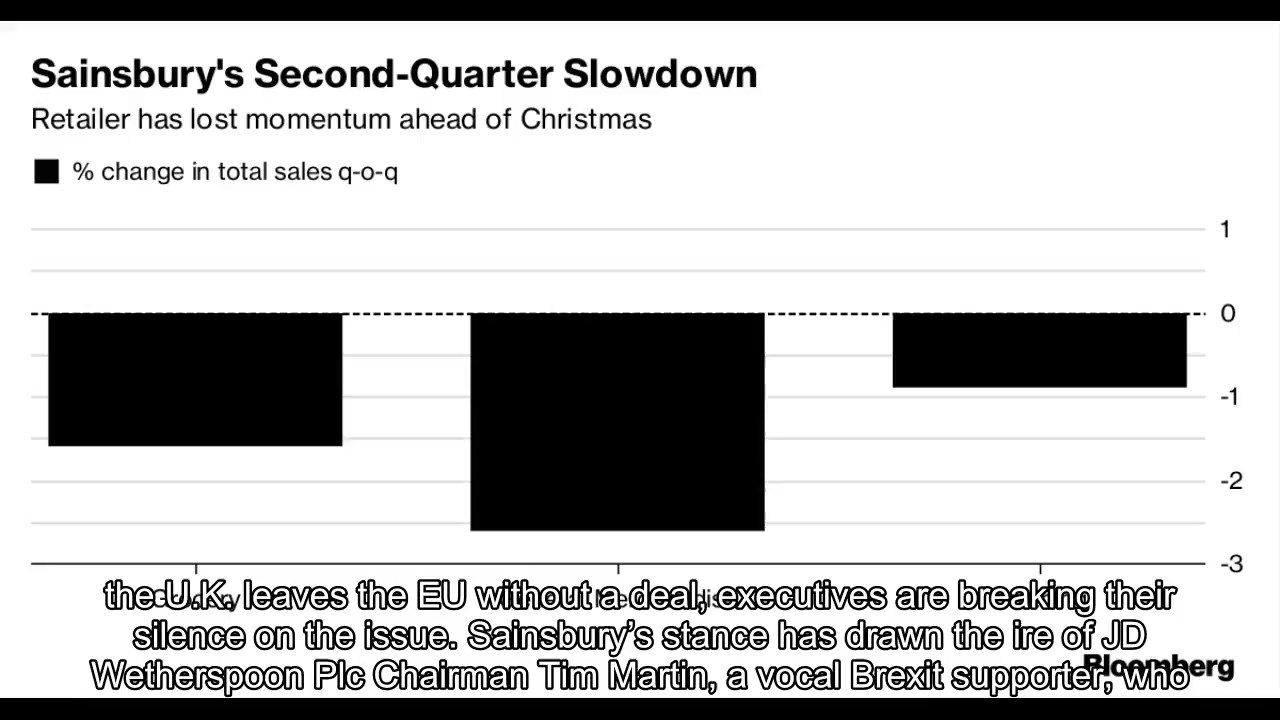 Sainsbury's Second-Quarter Slowdown
Retailer has lost momentum ahead of Christmas
% change in total sales q-o-q
1
0
-1
-2
-3
the U.K. leaves the EU without a deal, executives are breaking their
silence on the issue. Sainsbury’s stance has drawn the ire of JD
Wetherspoon Plc Chairman Tim Martin, a vocal Brexit supporter, who
Bloomberg